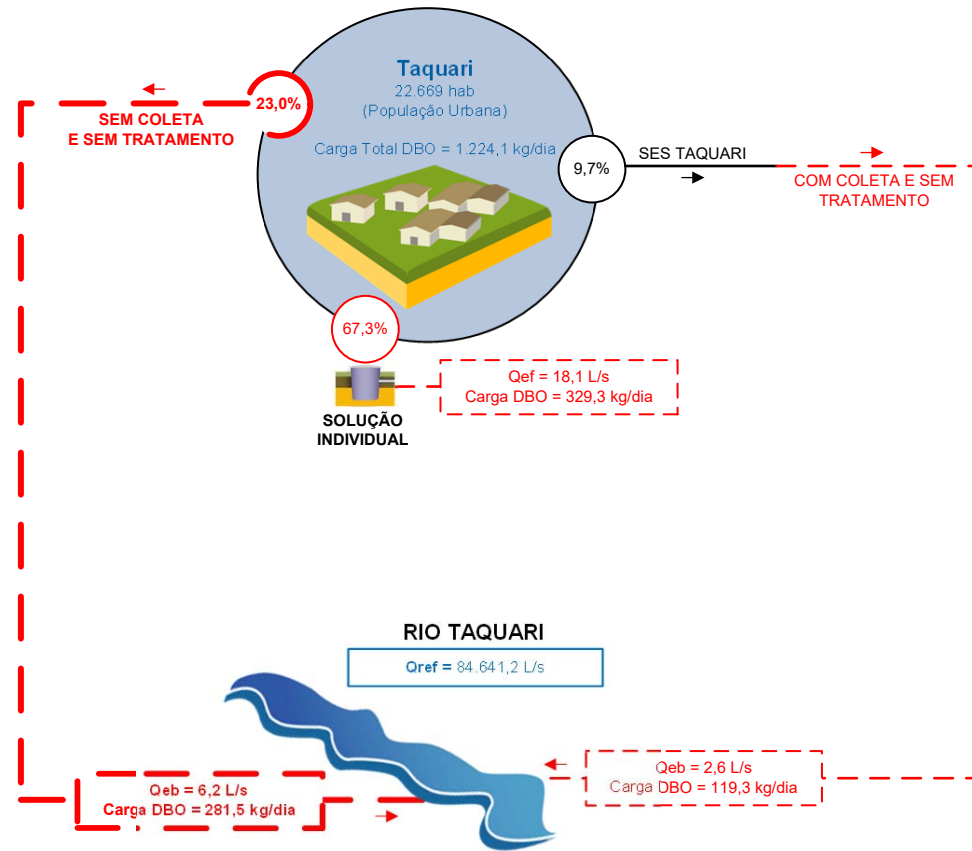 Taquari
22.669 hab
(População Urbana)
Carga Total DBO = 1.224,1 kg/dia
23,0%
SEM COLETA
E SEM TRATAMENTO
9,7%
SES TAQUARI
COM COLETA E SEM
TRATAMENTO
67,3%
SOLUÇÃO
INDIVIDUAL
Qef = 18,1 L/s
Carga DBO = 329,3 kg/dia
RIO TAQUARI
Qref = 84.641,2 L/s
Qeb = 6,2 L/s
Carga DBO = 281,5 kg/dia
Qeb = 2,6 L/s
Carga DBO = 119,3 kg/dia